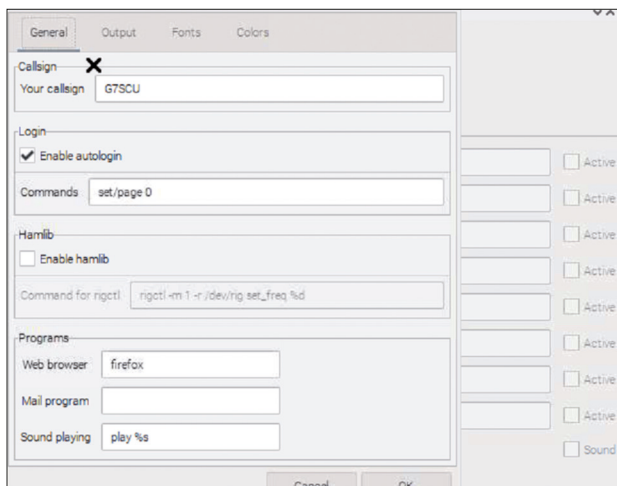 General Output Fonts Colors
Callsign
Your callsign G7SCU
Login
Enable autologin
Commands set/page 0
Hamlib
Enable hamlib
Command for rigctl rigctl -m 1 -r /dev/rig set_freq %d
Programs
Web browser firefox
Mail program
Sound playing play %s
Cancel OK
Active
Active
Active
Active
Active
Active
Active
Active
Sound